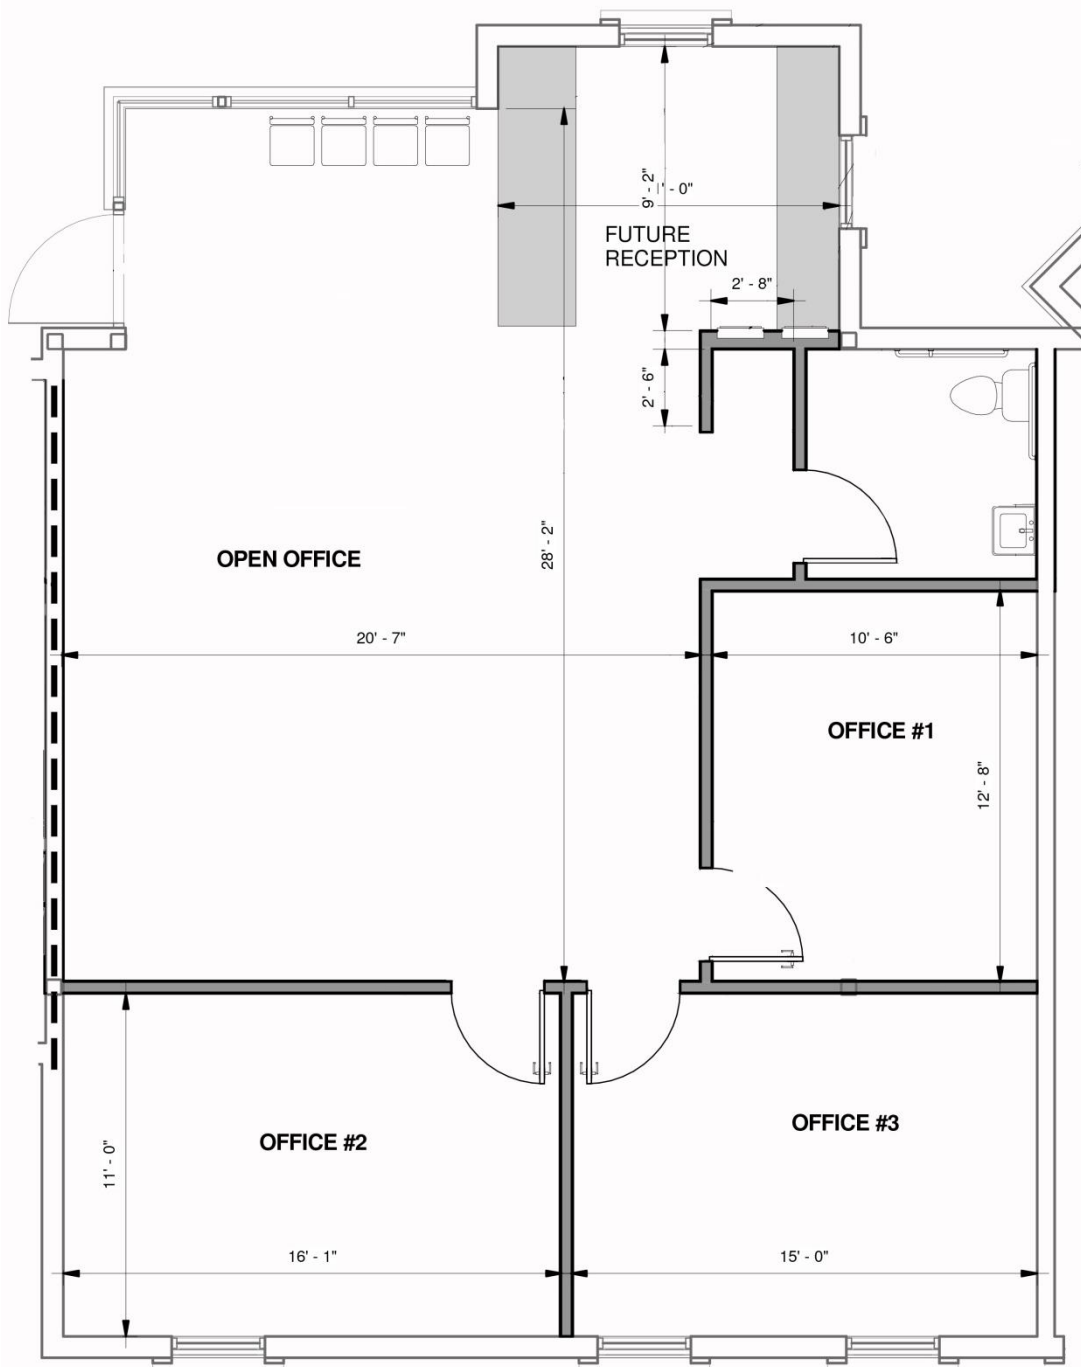 9' - 2"
' - 0"
FUTURE
RECEPTION
2' - 8"
2' - 6"
28' - 2"
OPEN OFFICE
20' - 7"
10' - 6"
OFFICE #1
12' - 8"
OFFICE #2
OFFICE #3
11' - 0"
16' - 1"
15' - 0"